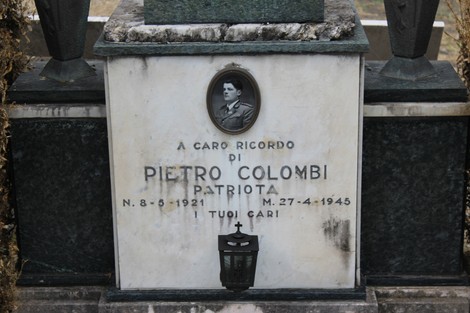 A CARO RICORDO
DI
PIETRO COLOMBI
PATRIOTA
N. 8-5-1921 M. 27-4-1945
I TUOI CARI